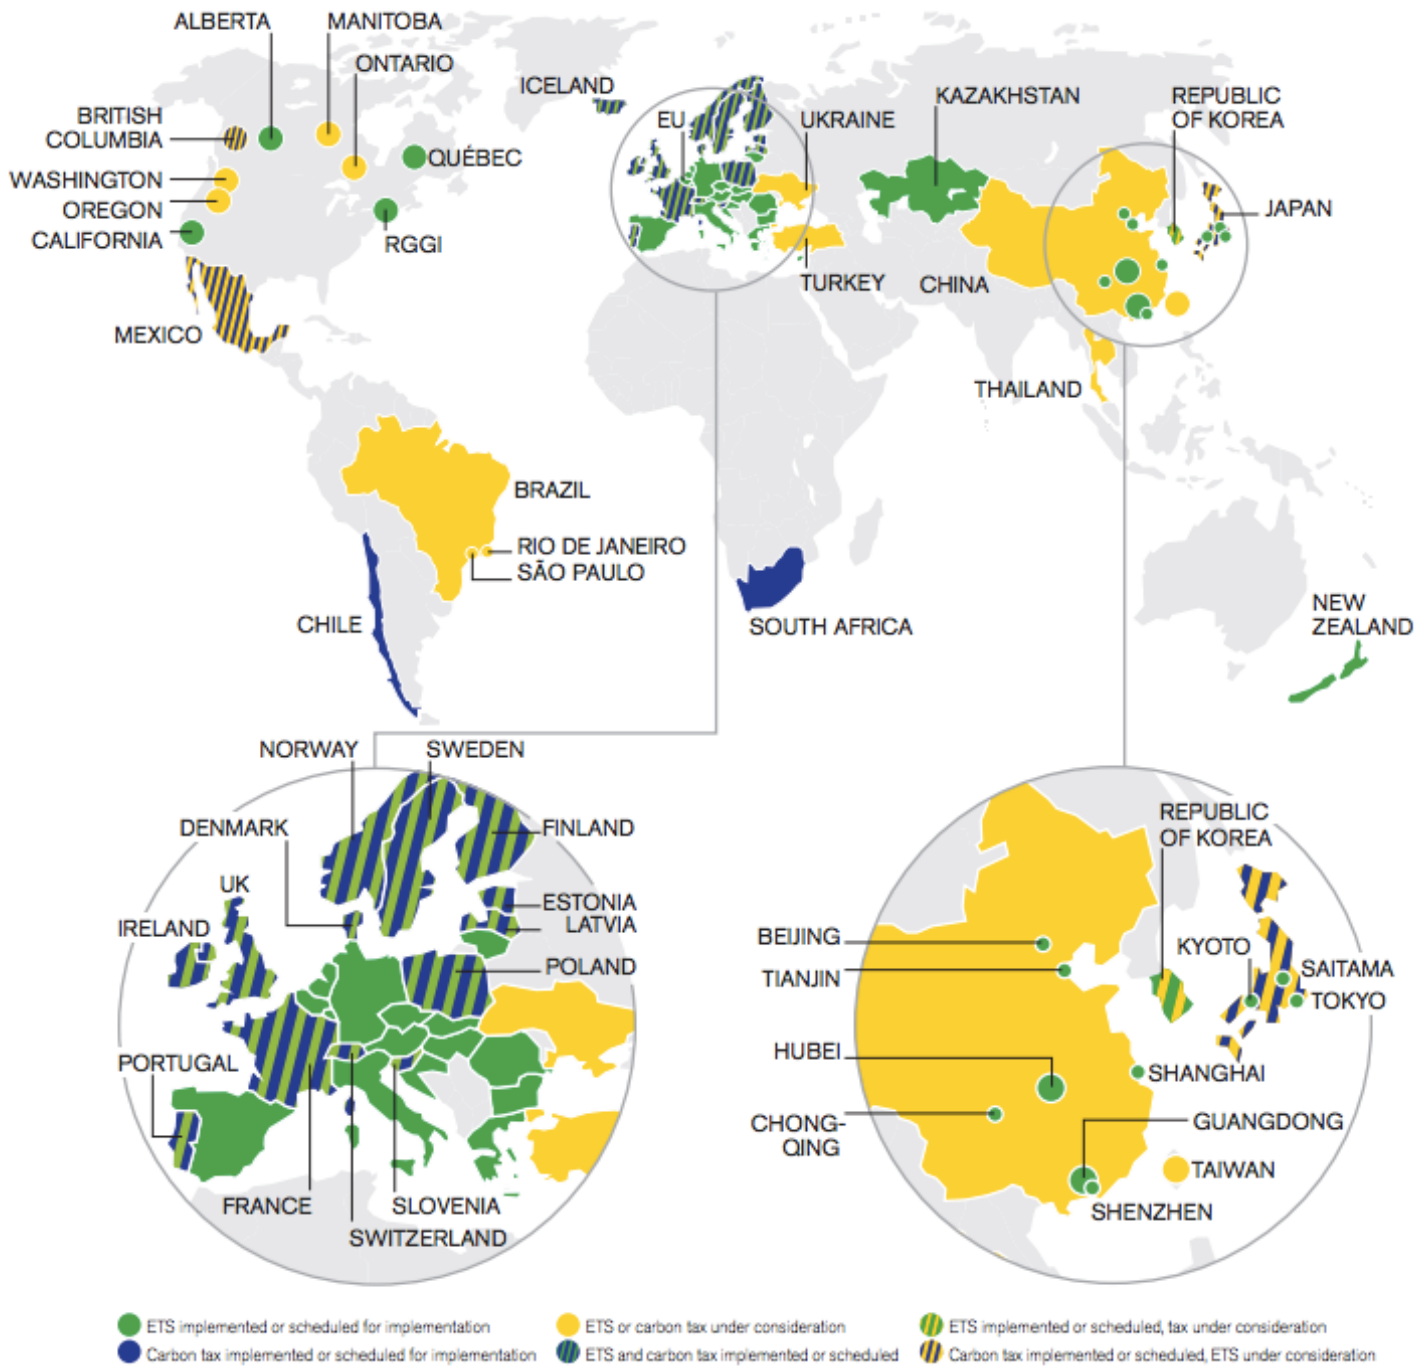 ALBERTA
MANITOBA
ONTARIO
ICELAND
BRITISH
COLUMBIA
EU
UKRAINE
KAZAKHSTAN
REPUBLIC
OF KOREA
QUÉBEC
WASHINGTON
OREGON
CALIFORNIA
RGGI
JAPAN
TURKEY
CHINA
MEXICO
THAILAND
BRAZIL
RIO DE JANEIRO
SÃO PAULO
CHILE
SOUTH AFRICA
NEW
ZEALAND
NORWAY
SWEDEN
DENMARK
FINLAND
UK
IRELAND
ESTONIA
LATVIA
POLAND
PORTUGAL
FRANCE
SLOVENIA
SWITZERLAND
REPUBLIC
OF KOREA
BEIJING
TIANJIN
KYOTO
SAITAMA
TOKYO
HUBEI
SHANGHAI
CHONG-
QING
GUANGDONG
TAIWAN
SHENZHEN
ETS implemented or scheduled for implementation
Carbon tax implemented or scheduled for implementation
ETS or carbon tax under consideration
ETS and carbon tax implemented or scheduled
ETS implemented or scheduled, tax under consideration
Carbon tax implemented or scheduled, ETS under consideration